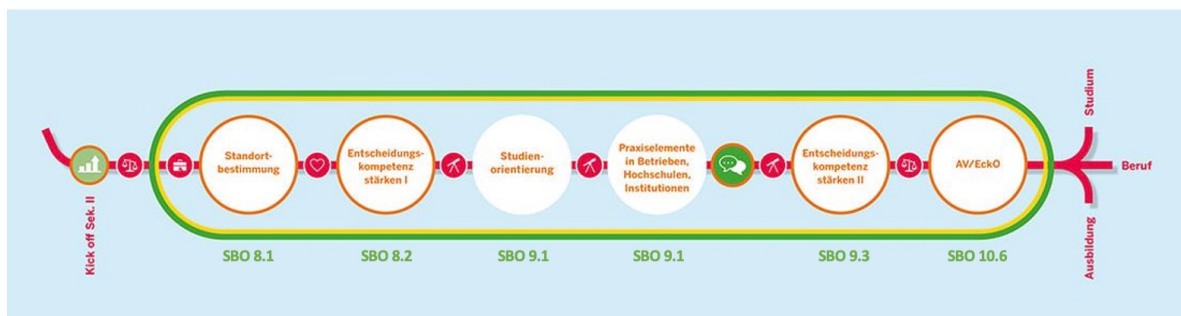 Kick off Sek. II
Standort-
bestimmung
SBO 8.1
Entscheidungs-
kompetenz
stärken I
SBO 8.2
Studien-
orientierung
SBO 9.1
Praxiselemente
in Betrieben,
Hochschulen,
Institutionen
SBO 9.1
Entscheidungs-
kompetenz
stärken II
SBO 9.3
AV/EckO
SBO 10.6
Studium
Beruf
Ausbildung